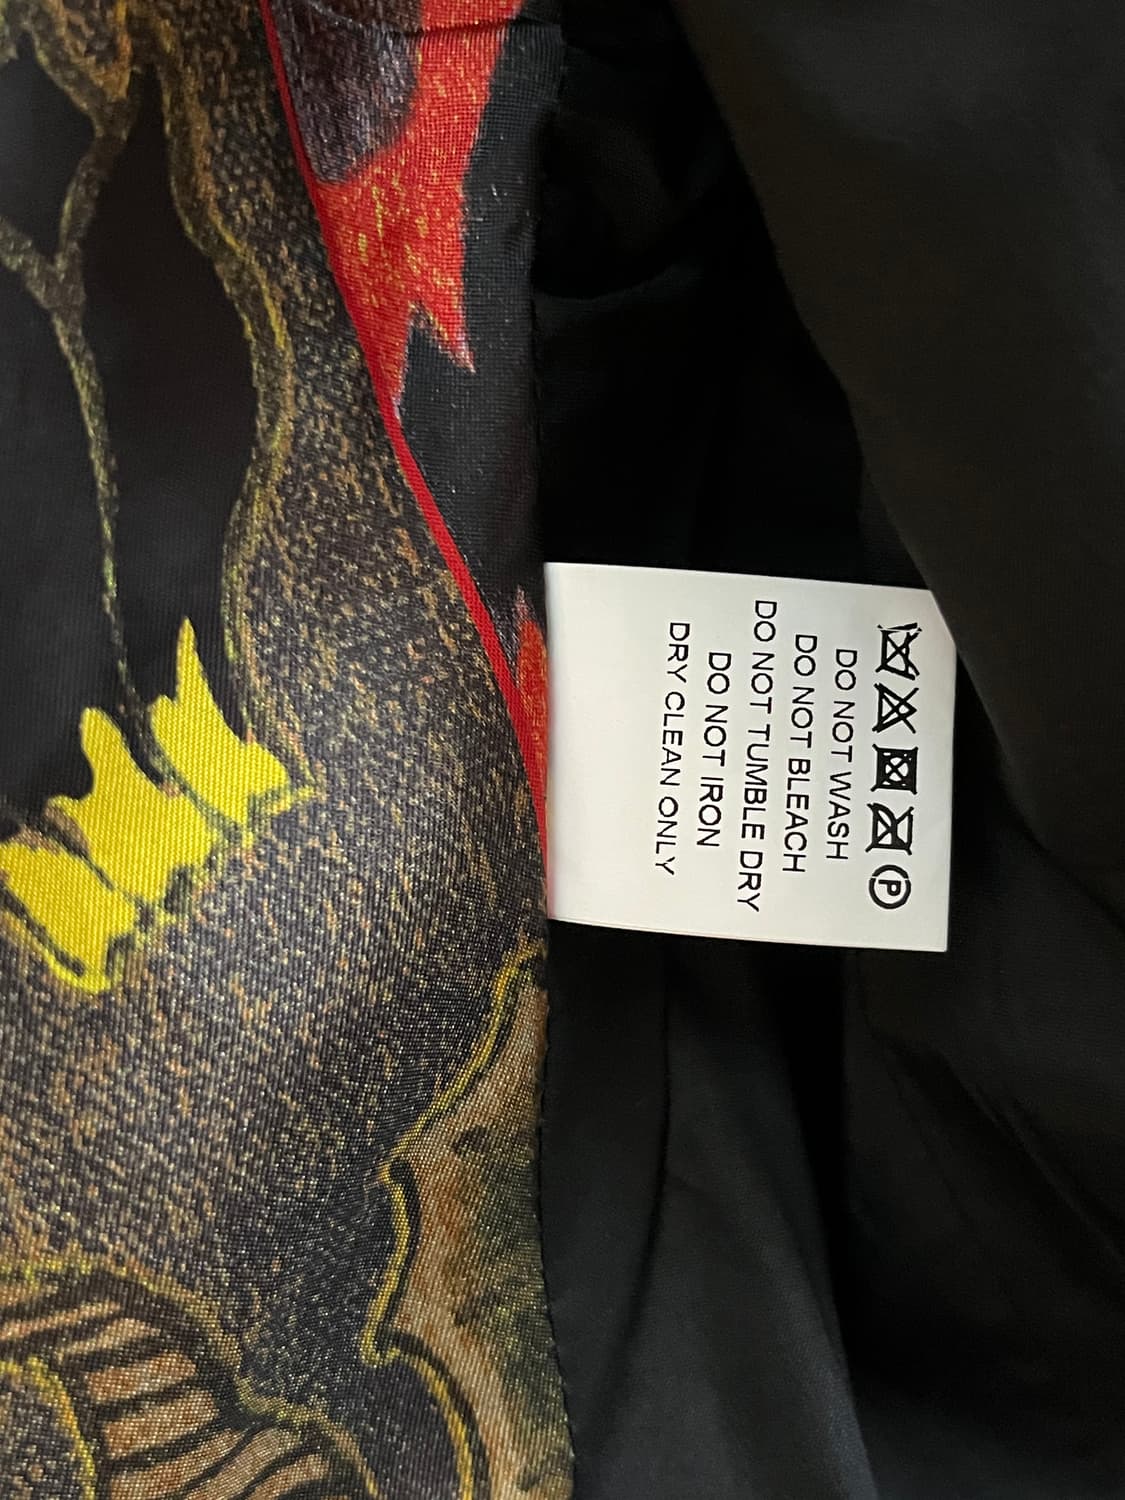 P
DO NOT WASH
DO NOT BLEACH
DO NOT TUMBLE DRY
DO NOT IRON
DRY CLEAN ONLY